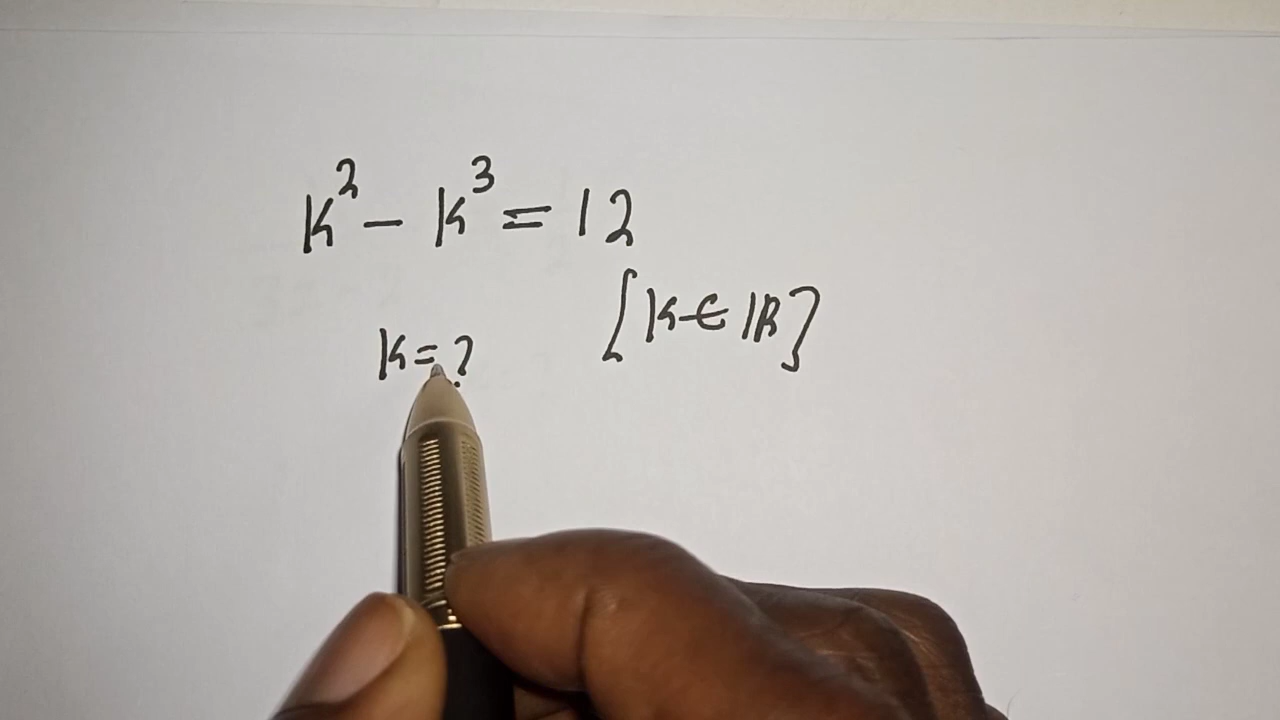 k² - k³ = 12
[k ∈ ℝ]
k = ?